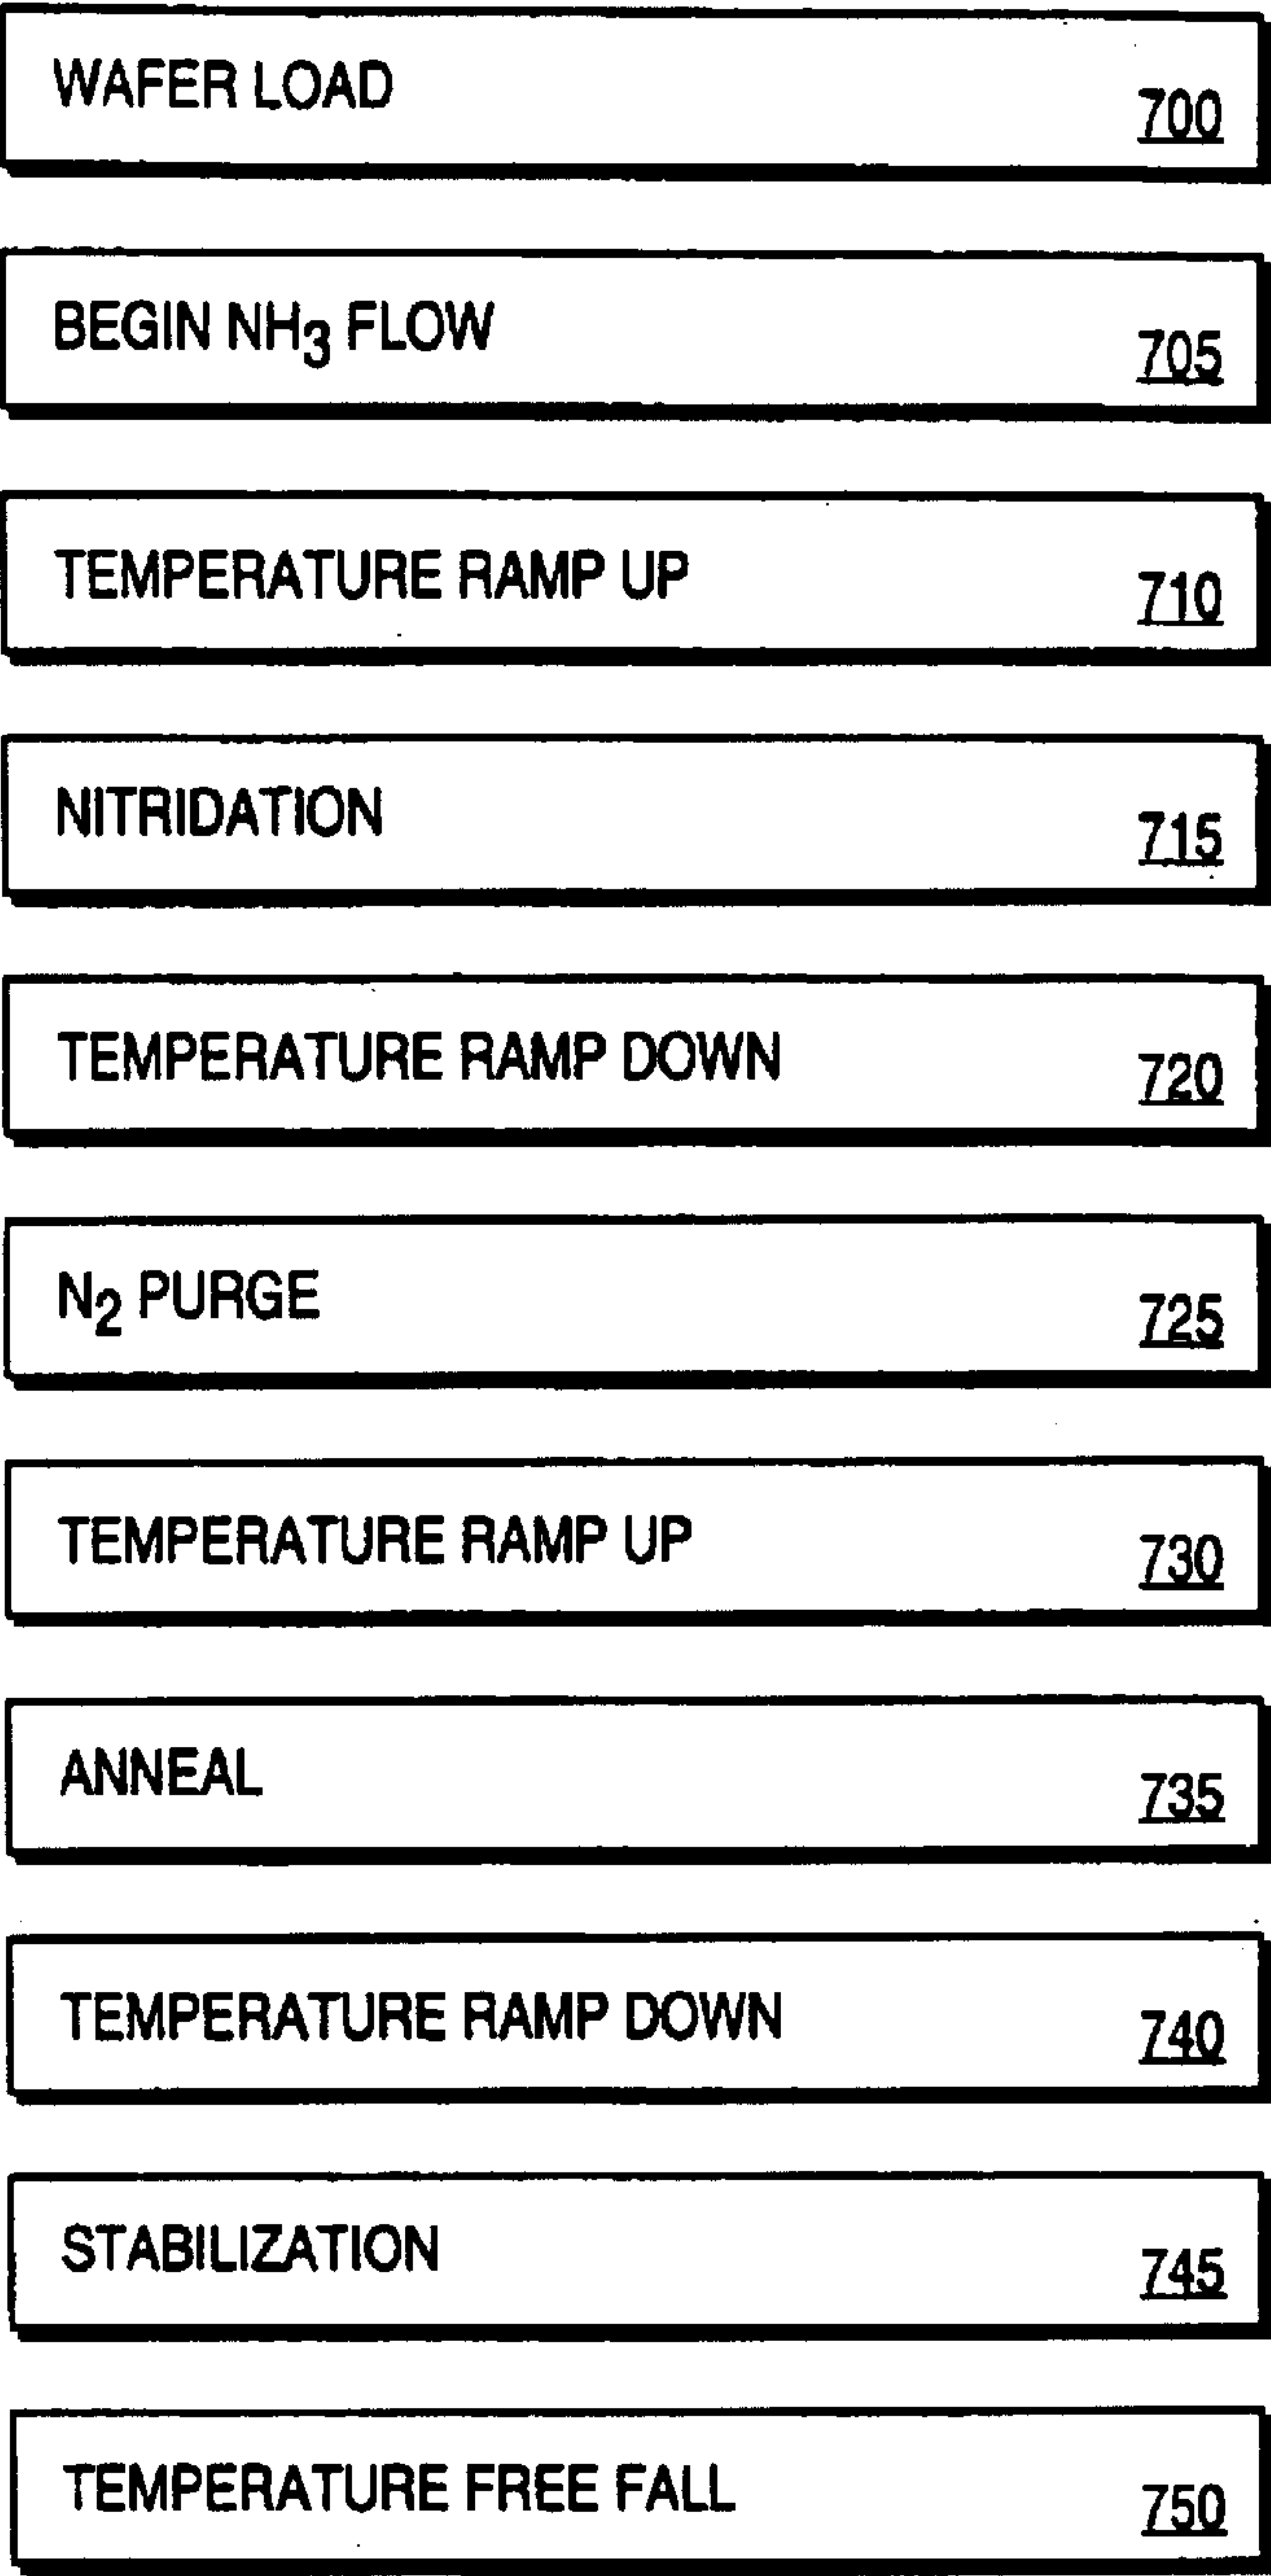 WAFER LOAD
700
BEGIN NH₃ FLOW
705
TEMPERATURE RAMP UP
710
NITRIDATION
715
TEMPERATURE RAMP DOWN
720
N₂ PURGE
725
TEMPERATURE RAMP UP
730
ANNEAL
735
TEMPERATURE RAMP DOWN
740
STABILIZATION
745
TEMPERATURE FREE FALL
750